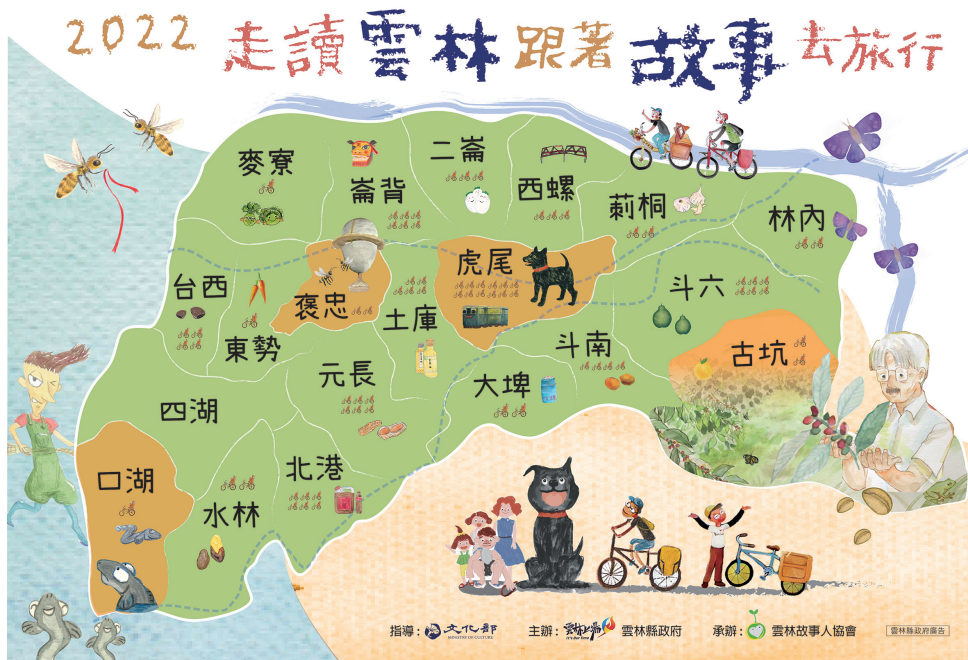 2022 走讀雲林跟著故事去旅行
麥寮
崙背
二崙
西螺
莿桐
林內
台西
東勢
褒忠
土庫
虎尾
斗六
古坑
斗南
大埤
元長
四湖
口湖
水林
北港
指導：文化部 MINISTRY OF CULTURE 主辦：雲林縣政府 承辦：雲林故事人協會 雲林縣政府廣告